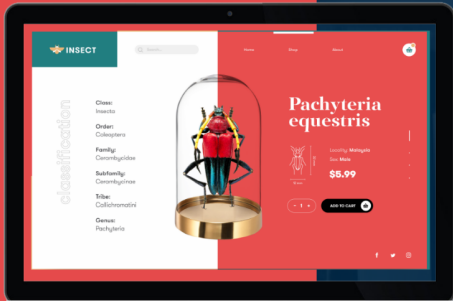 INSECT
Search...
Home
Shop
About
classification
Class:
Insecta
Order:
Coleoptera
Family:
Cerambycidae
Subfamily:
Cerambycinae
Tribe:
Callichromatini
Genus:
Pachyteria
Pachyteria
equestris
Locality: Malaysia
Sex: Male
$5.99
- 1 +
ADD TO CART